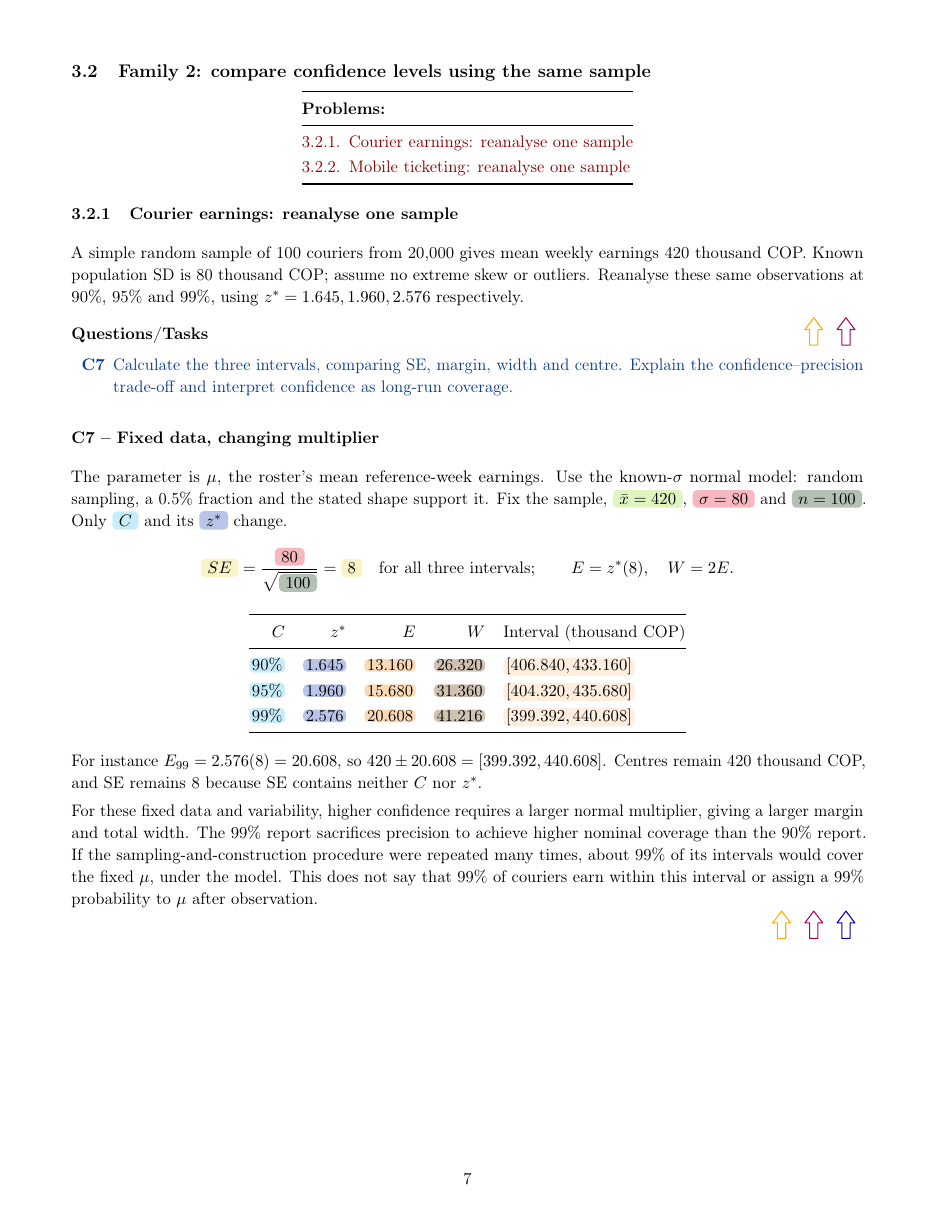 3.2 Family 2: compare confidence levels using the same sample
Problems:
3.2.1. Courier earnings: reanalyse one sample
3.2.2. Mobile ticketing: reanalyse one sample
3.2.1 Courier earnings: reanalyse one sample
A simple random sample of 100 couriers from 20,000 gives mean weekly earnings 420 thousand COP. Known
population SD is 80 thousand COP; assume no extreme skew or outliers. Reanalyse these same observations at
90%, 95% and 99%, using z* = 1.645, 1.960, 2.576 respectively.
Questions/Tasks
C7 Calculate the three intervals, comparing SE, margin, width and centre. Explain the confidence–precision
trade-off and interpret confidence as long-run coverage.
C7 – Fixed data, changing multiplier
The parameter is μ, the roster's mean reference-week earnings. Use the known-σ normal model: random
sampling, a 0.5% fraction and the stated shape support it. Fix the sample, x̄ = 420, σ = 80 and n = 100.
Only C and its z* change.
SE = 80/√100 = 8 for all three intervals; E = z*(8), W = 2E.
C z* E W Interval (thousand COP)
90% 1.645 13.160 26.320 [406.840, 433.160]
95% 1.960 15.680 31.360 [404.320, 435.680]
99% 2.576 20.608 41.216 [399.392, 440.608]
For instance E₉₉ = 2.576(8) = 20.608, so 420 ± 20.608 = [399.392, 440.608]. Centres remain 420 thousand COP,
and SE remains 8 because SE contains neither C nor z*.
For these fixed data and variability, higher confidence requires a larger normal multiplier, giving a larger margin
and total width. The 99% report sacrifices precision to achieve higher nominal coverage than the 90% report.
If the sampling-and-construction procedure were repeated many times, about 99% of its intervals would cover
the fixed μ, under the model. This does not say that 99% of couriers earn within this interval or assign a 99%
probability to μ after observation.
7